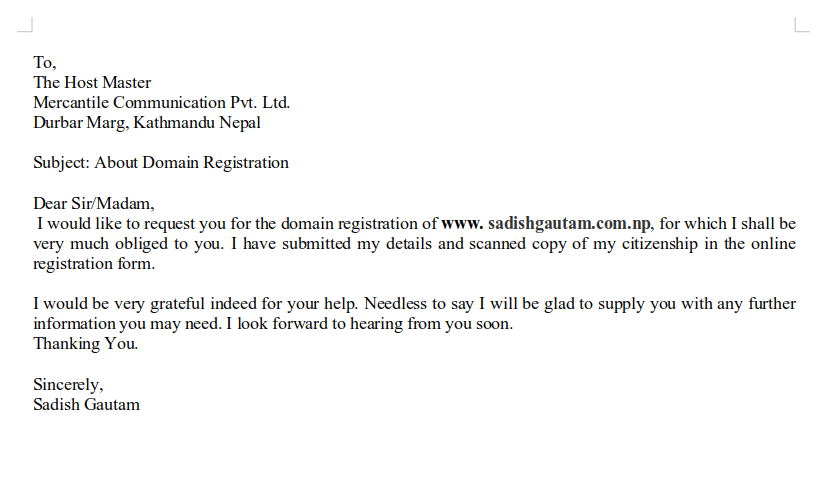 To,
The Host Master
Mercantile Communication Pvt. Ltd.
Durbar Marg, Kathmandu Nepal
Subject: About Domain Registration
Dear Sir/Madam,
I would like to request you for the domain registration of www. sadishgautam.com.np, for which I shall be
very much obliged to you. I have submitted my details and scanned copy of my citizenship in the online
registration form.
I would be very grateful indeed for your help. Needless to say I will be glad to supply you with any further
information you may need. I look forward to hearing from you soon.
Thanking You.
Sincerely,
Sadish Gautam